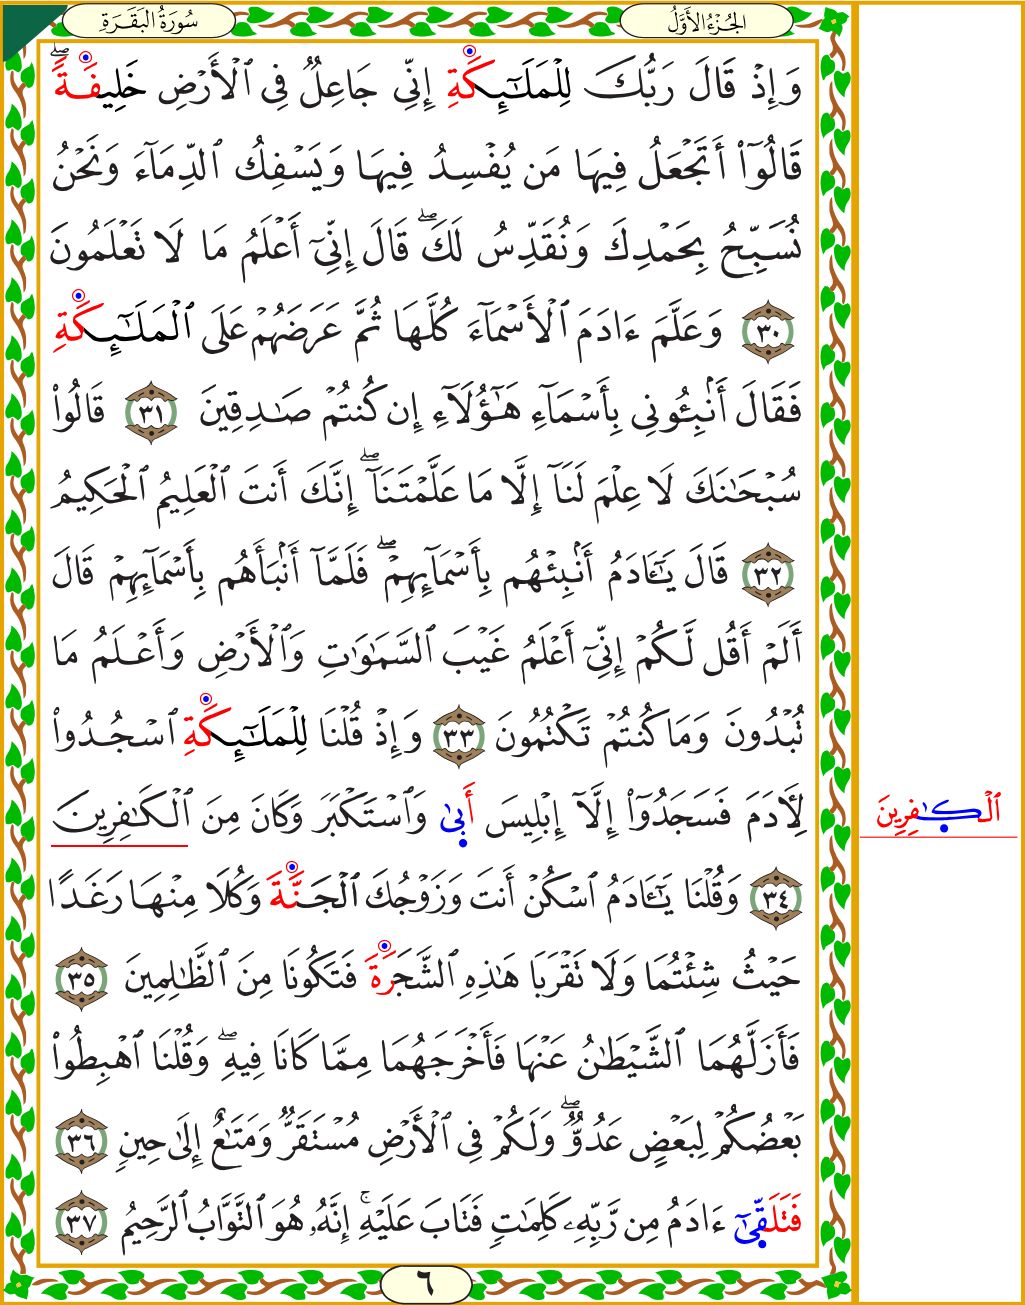 الجُزْءُ الأَوَّلُ
سُورَةُ البَقَرَةِ
وَإِذْ قَالَ رَبُّكَ لِلْمَلَٰٓئِكَةِ إِنِّي جَاعِلٌ فِي ٱلْأَرْضِ خَلِيفَةًۖ
قَالُوٓا۟ أَتَجْعَلُ فِيهَا مَن يُفْسِدُ فِيهَا وَيَسْفِكُ ٱلدِّمَآءَ وَنَحْنُ
نُسَبِّحُ بِحَمْدِكَ وَنُقَدِّسُ لَكَۖ قَالَ إِنِّيٓ أَعْلَمُ مَا لَا تَعْلَمُونَ
٣٠ وَعَلَّمَ ءَادَمَ ٱلْأَسْمَآءَ كُلَّهَا ثُمَّ عَرَضَهُمْ عَلَى ٱلْمَلَٰٓئِكَةِ
فَقَالَ أَنۢبِـُٔونِي بِأَسْمَآءِ هَٰٓؤُلَآءِ إِن كُنتُمْ صَٰدِقِينَ ٣١ قَالُوا۟
سُبْحَٰنَكَ لَا عِلْمَ لَنَآ إِلَّا مَا عَلَّمْتَنَآۖ إِنَّكَ أَنتَ ٱلْعَلِيمُ ٱلْحَكِيمُ
٣٢ قَالَ يَٰٓـَٔادَمُ أَنۢبِئْهُم بِأَسْمَآئِهِمْۖ فَلَمَّآ أَنۢبَأَهُم بِأَسْمَآئِهِمْ قَالَ
أَلَمْ أَقُل لَّكُمْ إِنِّيٓ أَعْلَمُ غَيْبَ ٱلسَّمَٰوَٰتِ وَٱلْأَرْضِ وَأَعْلَمُ مَا
تُبْدُونَ وَمَا كُنتُمْ تَكْتُمُونَ ٣٣ وَإِذْ قُلْنَا لِلْمَلَٰٓئِكَةِ ٱسْجُدُوا۟
لِأٓدَمَ فَسَجَدُوٓا۟ إِلَّآ إِبْلِيسَ أَبَىٰ وَٱسْتَكْبَرَ وَكَانَ مِنَ ٱلْكَٰفِرِينَ
ٱلْكَٰفِرِينَ
٣٤ وَقُلْنَا يَٰٓـَٔادَمُ ٱسْكُنْ أَنتَ وَزَوْجُكَ ٱلْجَنَّةَ وَكُلَا مِنْهَا رَغَدًا
حَيْثُ شِئْتُمَا وَلَا تَقْرَبَا هَٰذِهِ ٱلشَّجَرَةَ فَتَكُونَا مِنَ ٱلظَّٰلِمِينَ ٣٥
فَأَزَلَّهُمَا ٱلشَّيْطَٰنُ عَنْهَا فَأَخْرَجَهُمَا مِمَّا كَانَا فِيهِۖ وَقُلْنَا ٱهْبِطُوا۟
بَعْضُكُمْ لِبَعْضٍ عَدُوٌّۖ وَلَكُمْ فِي ٱلْأَرْضِ مُسْتَقَرٌّ وَمَتَٰعٌ إِلَىٰ حِينٍ ٣٦
فَتَلَقَّىٰٓ ءَادَمُ مِن رَّبِّهِۦ كَلِمَٰتٍ فَتَابَ عَلَيْهِۚ إِنَّهُۥ هُوَ ٱلتَّوَّابُ ٱلرَّحِيمُ ٣٧
٦